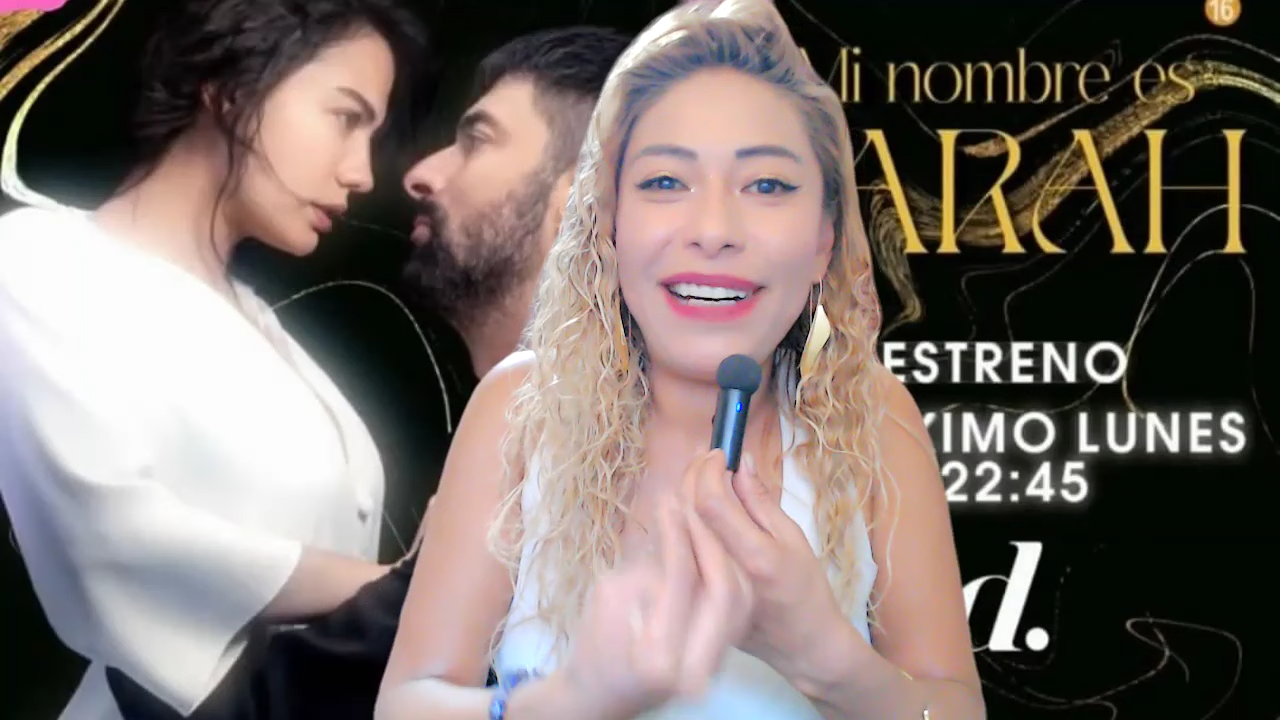 16
Mi nombre es
ARAH
ESTRENO
XIMO LUNES
22:45
d.